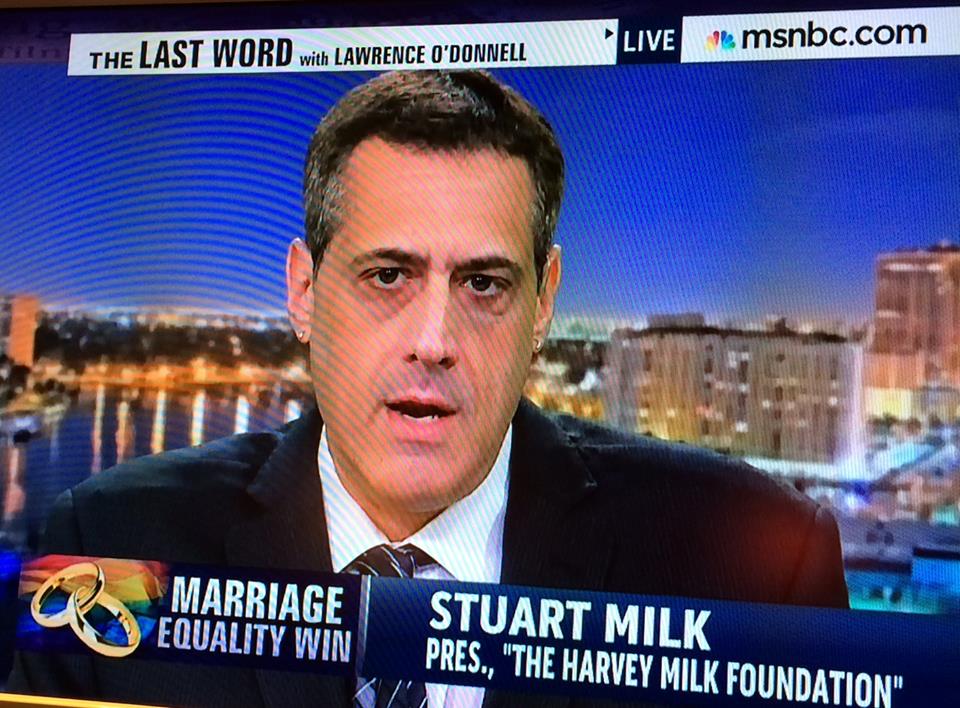 THE LAST WORD with LAWRENCE O'DONNELL
LIVE
msnbc.com
MARRIAGE
EQUALITY WIN
STUART MILK
PRES., "THE HARVEY MILK FOUNDATION"